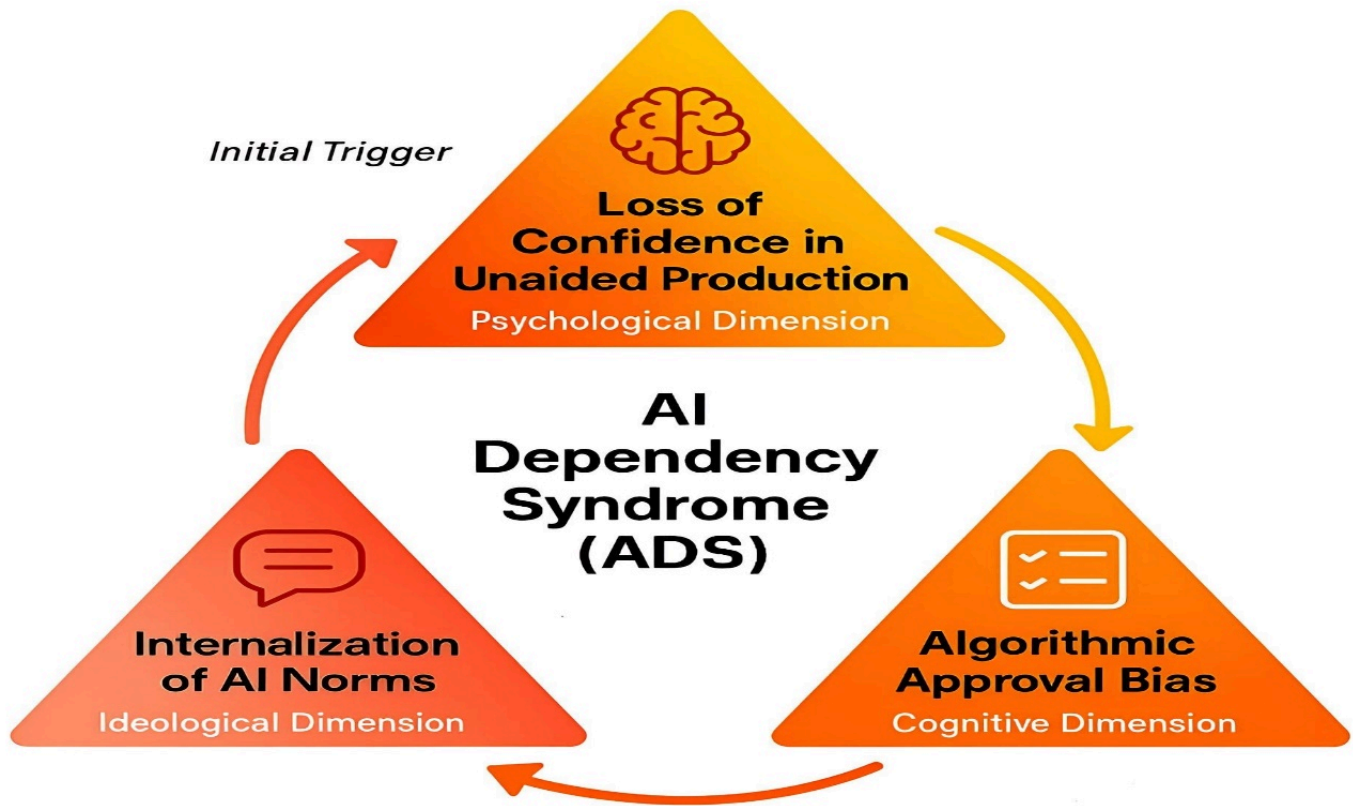 Initial Trigger
Loss of
Confidence in
Unaided Production
Psychological Dimension
AI
Dependency
Syndrome
(ADS)
Internalization
of AI Norms
Ideological Dimension
Algorithmic
Approval Bias
Cognitive Dimension